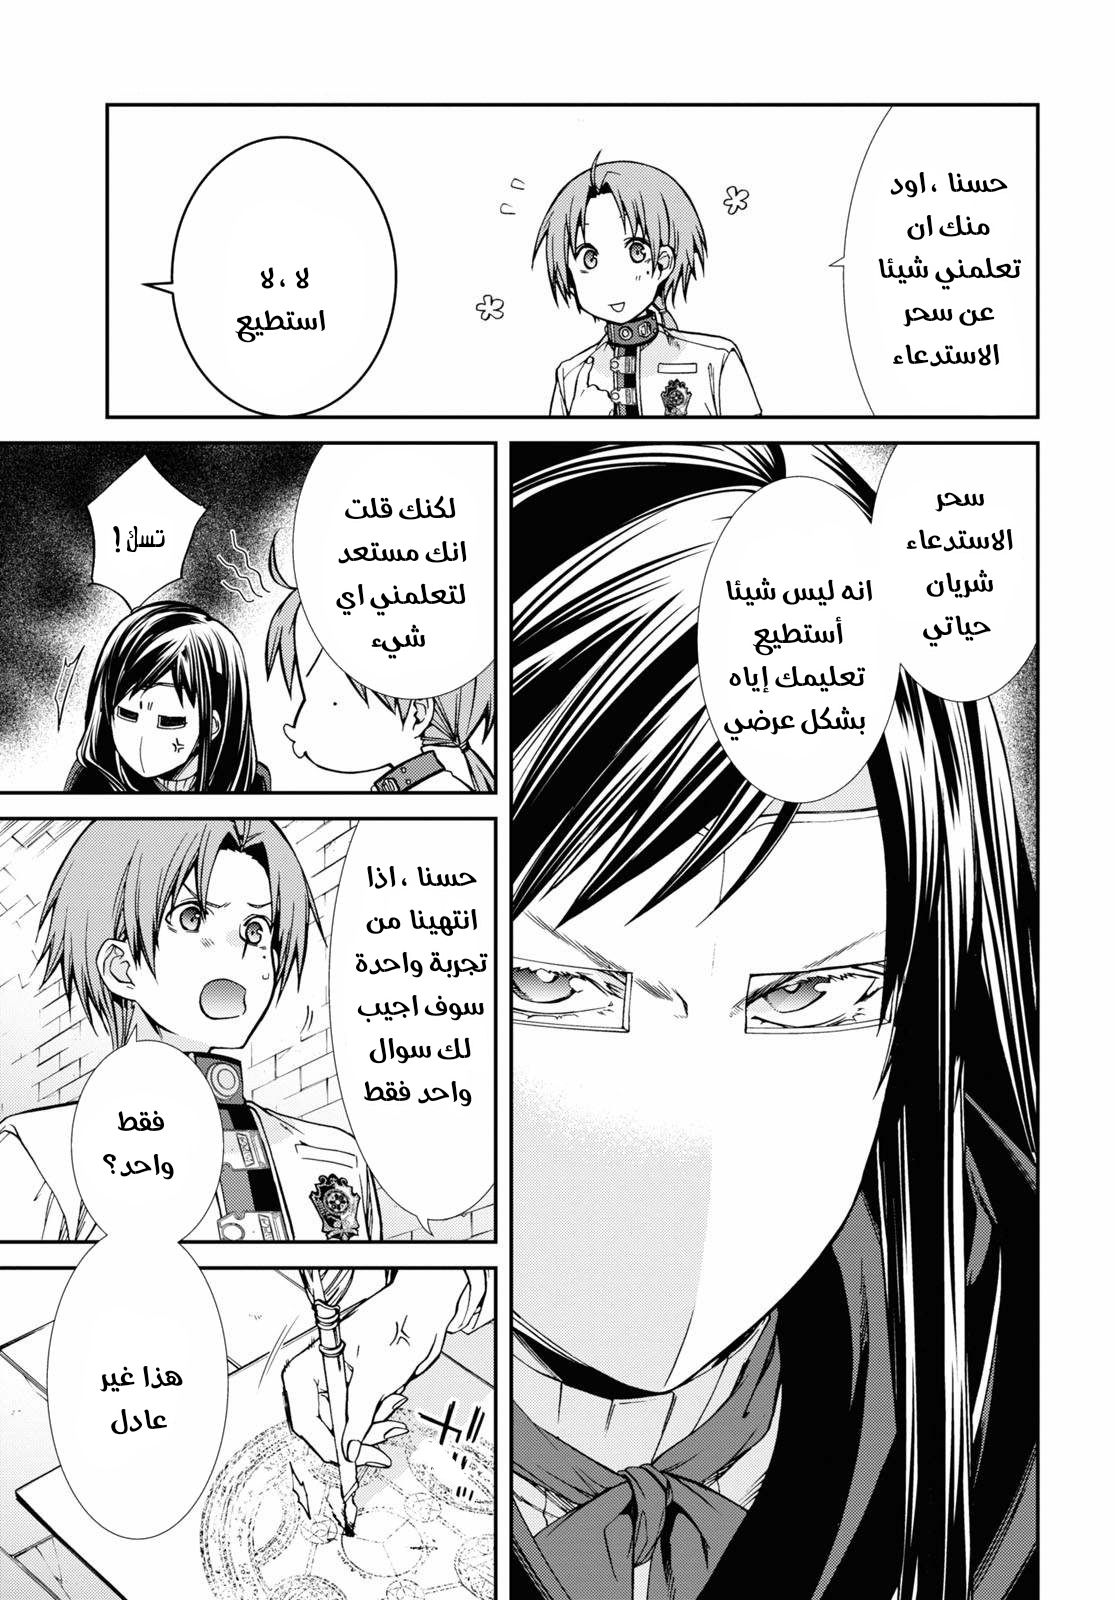 حسنا ، اود
منك ان
تعلمني شيئا
عن سحر
الاستدعاء
لا ، لا
استطيع
سحر
الاستدعاء
شريان
حياتي
انه ليس شيئا
أستطيع
تعليمك إياه
بشكل عرضي
لكنك قلت
انك مستعد
لتعلمني اي
شيء
تسك !
حسنا ، اذا
انتهينا من
تجربة واحدة
سوف اجيب
لك سوال
واحد فقط
فقط
واحد؟
هذا غير
عادل